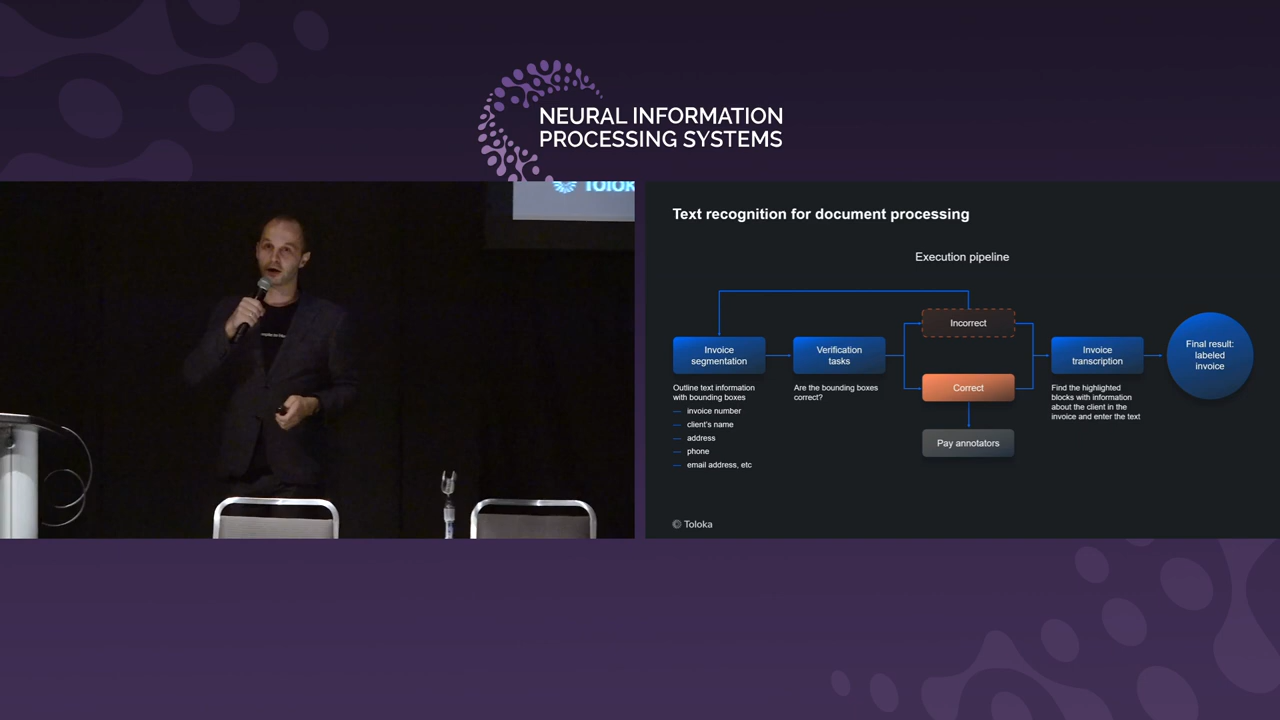 NEURAL INFORMATION
PROCESSING SYSTEMS
Toloka
Text recognition for document processing
Execution pipeline
Incorrect
Invoice
segmentation
Verification
tasks
Invoice
transcription
Final result:
labeled
invoice
Outline text information
with bounding boxes
— invoice number
— client's name
— address
— phone
— email address, etc
Are the bounding boxes
correct?
Correct
Pay annotators
Find the highlighted
blocks with information
about the client in the
invoice and enter the text
Toloka